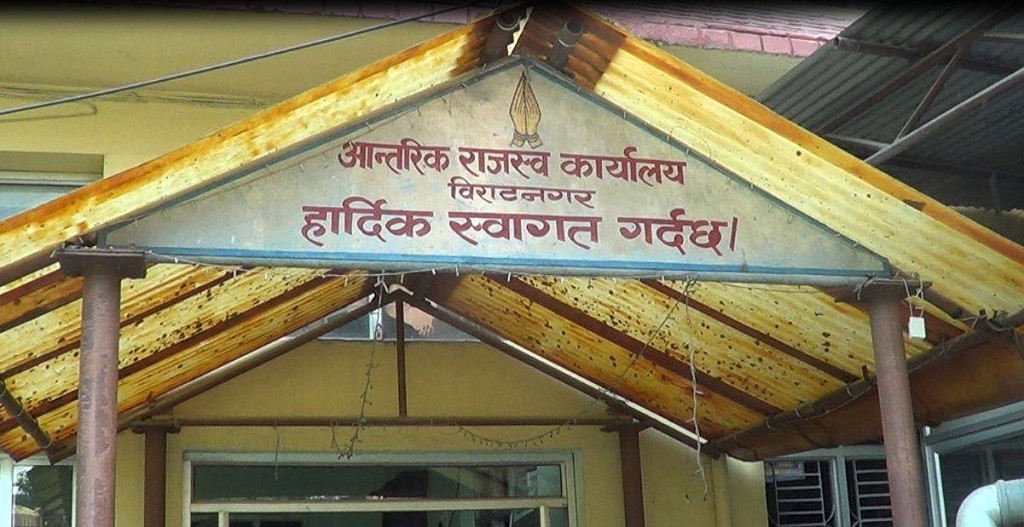 आन्तरिक राजस्व कार्यालय
विराटनगर
हार्दिक स्वागत गर्दछ।